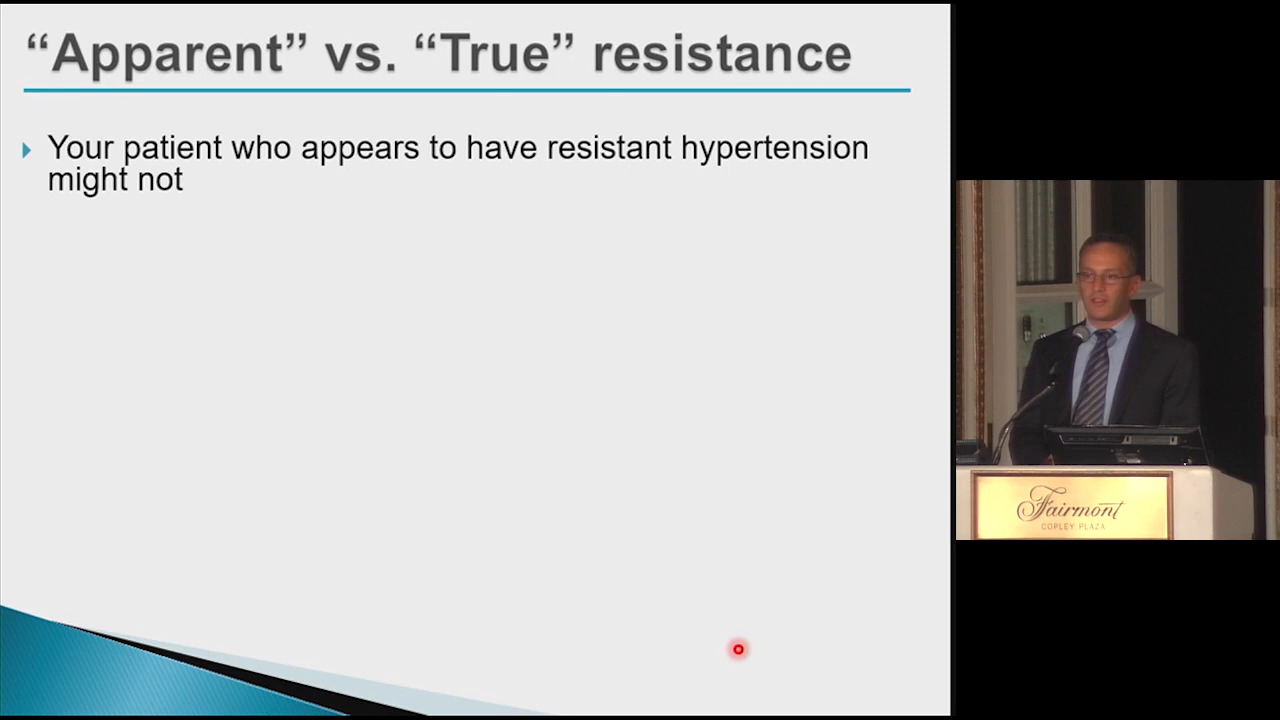 “Apparent” vs. “True” resistance
Your patient who appears to have resistant hypertension
might not
Fairmont
COPLEY PLAZA